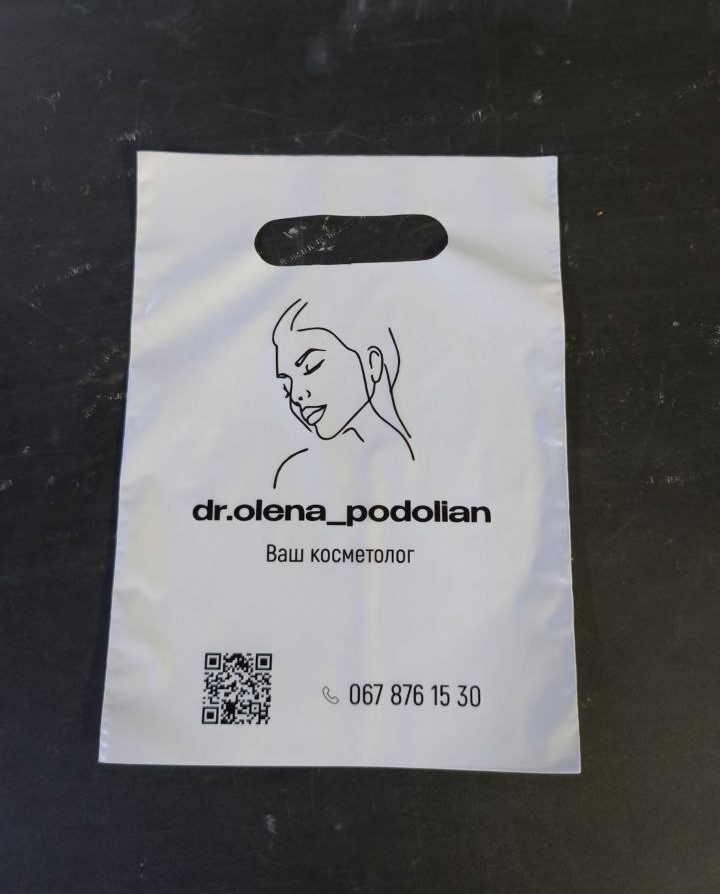 dr.olena_podolian
Ваш косметолог
067 876 15 30